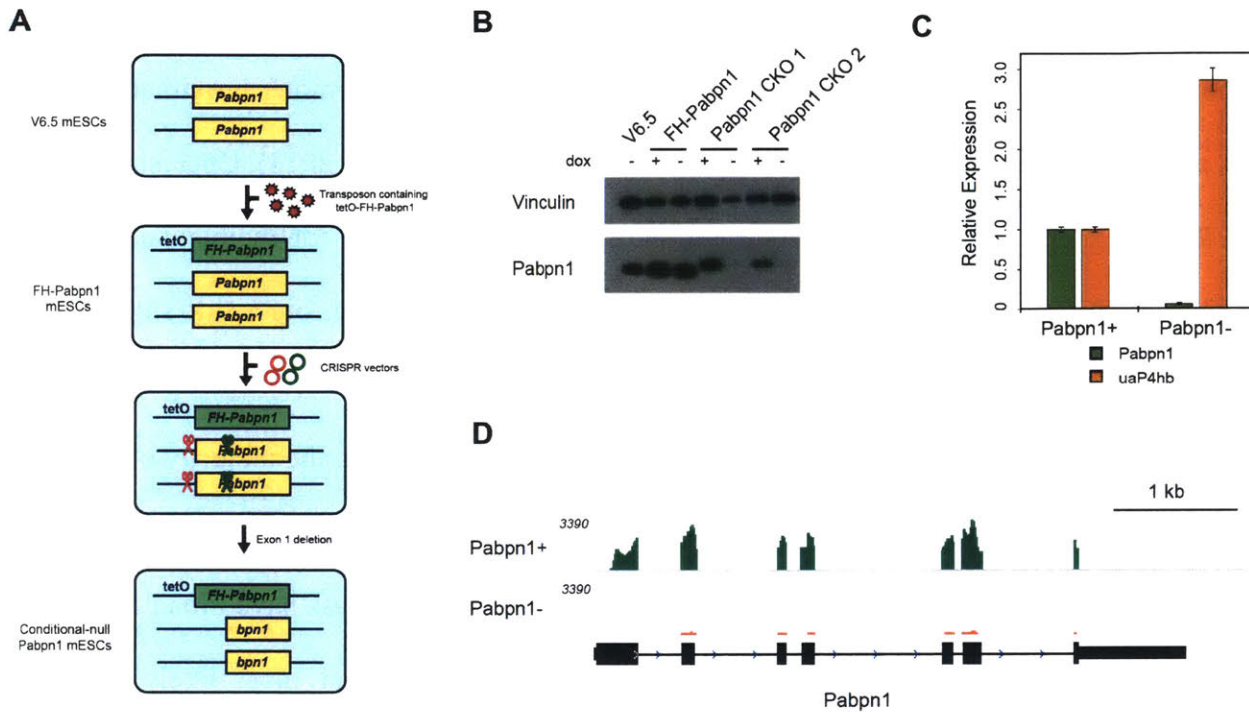 A
V6.5 mESCs
Pabpn1
Pabpn1
Transposon containing
tetO-FH-Pabpn1
FH-Pabpn1
mESCs
tetO
FH-Pabpn1
Pabpn1
Pabpn1
CRISPR vectors
tetO
FH-Pabpn1
Pabpn1
Pabpn1
Exon 1 deletion
Conditional-null
Pabpn1 mESCs
tetO
FH-Pabpn1
bpn1
bpn1
B
V6.5
FH-Pabpn1
Pabpn1 CKO 1
Pabpn1 CKO 2
dox - + - + - + -
Vinculin
Pabpn1
C
Relative Expression
3.0
2.5
2.0
1.5
1.0
0.5
0
Pabpn1+ Pabpn1-
Pabpn1
uaP4hb
D
1 kb
3390
Pabpn1+
3390
Pabpn1-
Pabpn1